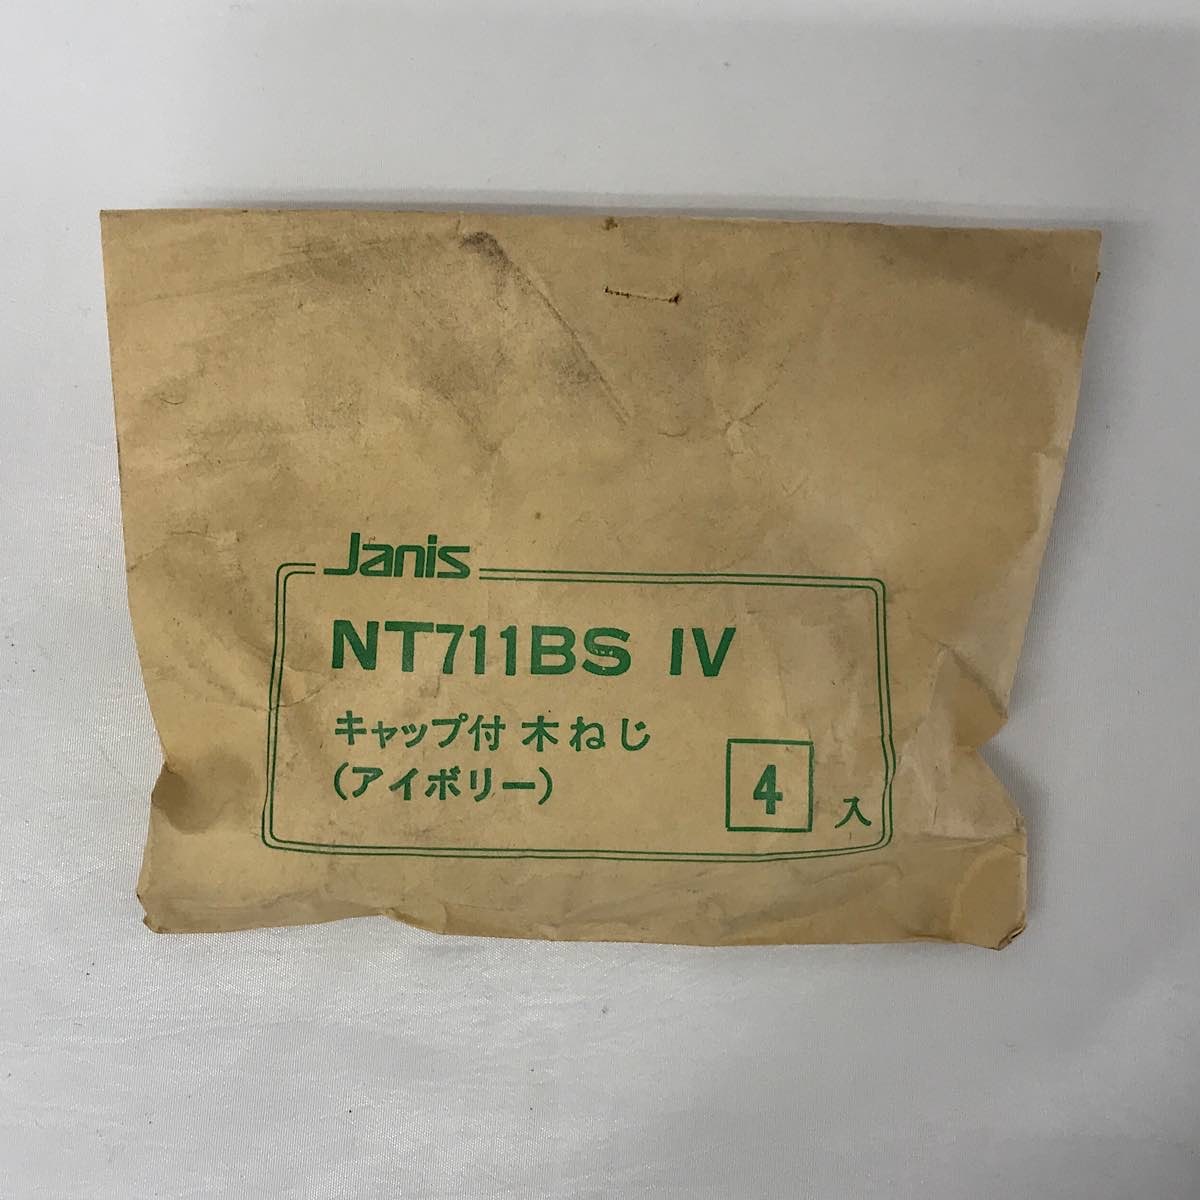 Janis
NT711BS IV
キャップ付 木ねじ
(アイボリー)
4 入